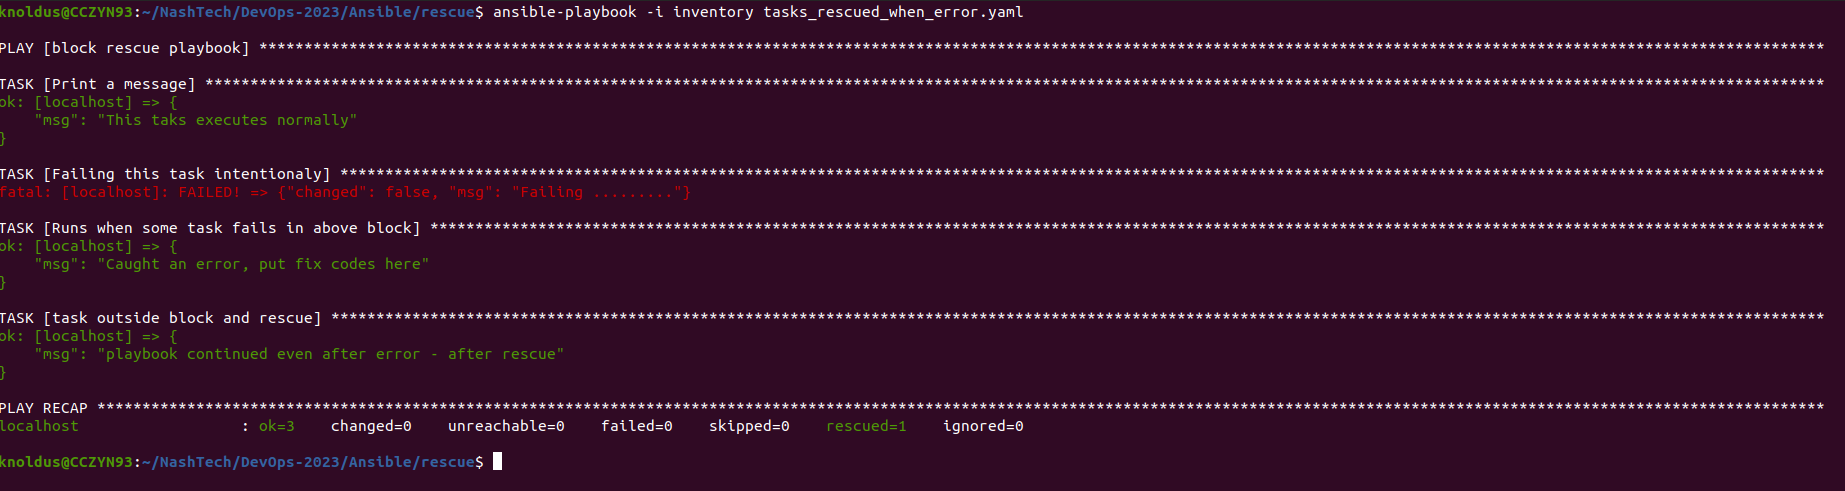 knoldus@CCZYN93:~/NashTech/DevOps-2023/Ansible/rescue$ ansible-playbook -i inventory tasks_rescued_when_error.yaml
PLAY [block rescue playbook] ******************************************************************************************************************************************************************************
TASK [Print a message] ************************************************************************************************************************************************************************************
ok: [localhost] => {
    "msg": "This taks executes normally"
}
TASK [Failing this task intentionaly] *********************************************************************************************************************************************************************
fatal: [localhost]: FAILED! => {"changed": false, "msg": "Failing ........."}
TASK [Runs when some task fails in above block] ***********************************************************************************************************************************************************
ok: [localhost] => {
    "msg": "Caught an error, put fix codes here"
}
TASK [task outside block and rescue] **********************************************************************************************************************************************************************
ok: [localhost] => {
    "msg": "playbook continued even after error - after rescue"
}
PLAY RECAP ************************************************************************************************************************************************************************************************
localhost                  : ok=3    changed=0    unreachable=0    failed=0    skipped=0    rescued=1    ignored=0
knoldus@CCZYN93:~/NashTech/DevOps-2023/Ansible/rescue$